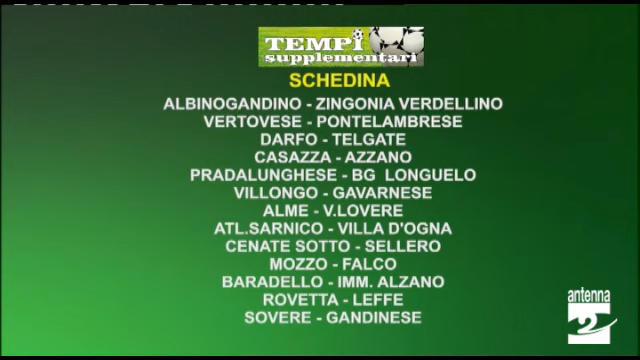 TEMPI
supplementari
SCHEDINA
ALBINOGANDINO - ZINGONIA VERDELLINO
VERTOVESE - PONTELAMBRESE
DARFO - TELGATE
CASAZZA - AZZANO
PRADALUNGHESE - BG LONGUELO
VILLONGO - GAVARNESE
ALME - V.LOVERE
ATL.SARNICO - VILLA D'OGNA
CENATE SOTTO - SELLERO
MOZZO - FALCO
BARADELLO - IMM. ALZANO
ROVETTA - LEFFE
SOVERE - GANDINESE
antenna
2